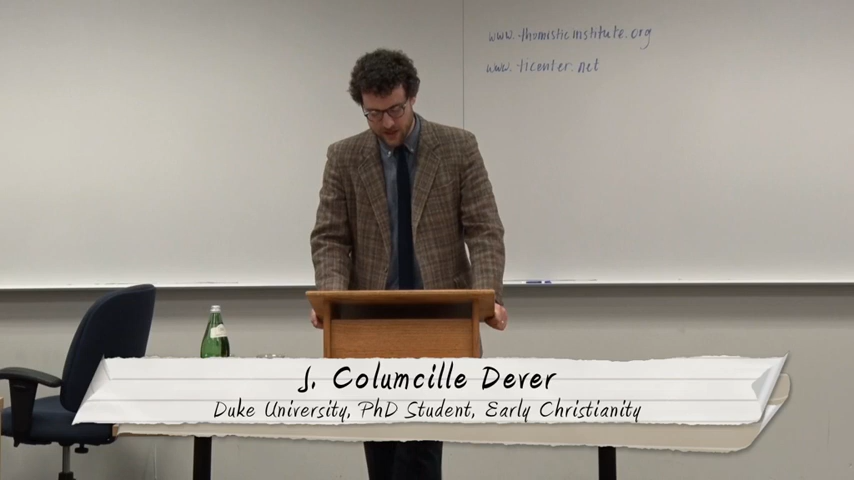 www.thomisticinstitute.org
www.ticenter.net
J. Columcille Dever
Duke University, PhD Student, Early Christianity